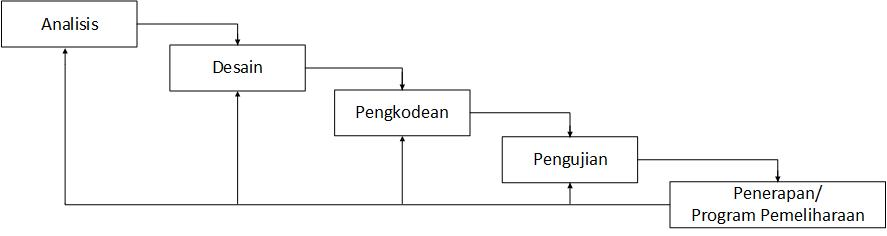 Analisis
Desain
Pengkodean
Pengujian
Penerapan/
Program Pemeliharaan